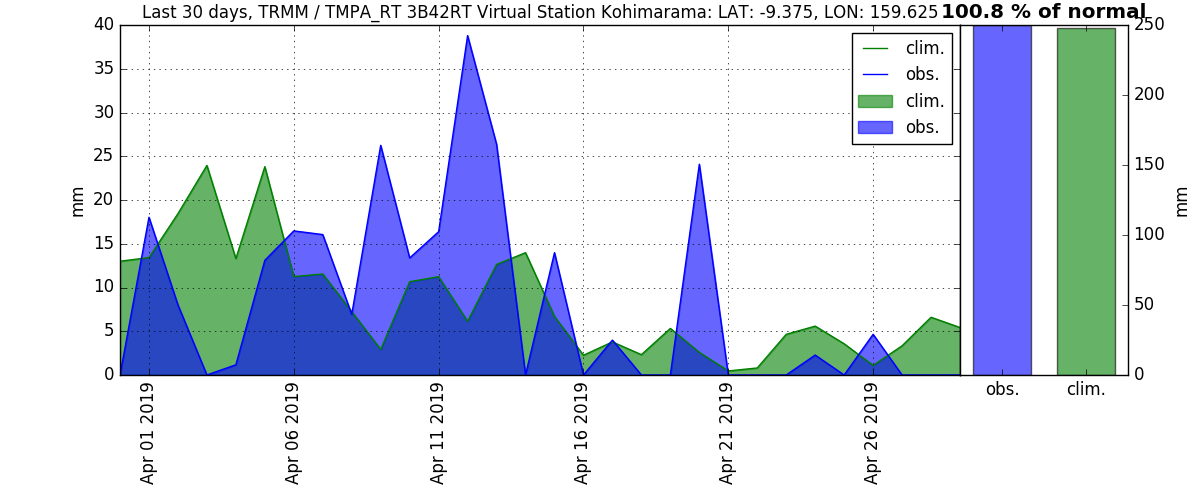 Last 30 days, TRMM / TMPA_RT 3B42RT Virtual Station Kohimarama: LAT: -9.375, LON: 159.625
100.8 % of normal
clim.
obs.
clim.
obs.
mm
40
35
30
25
20
15
10
5
0
Apr 01 2019
Apr 06 2019
Apr 11 2019
Apr 16 2019
Apr 21 2019
Apr 26 2019
250
200
150
100
50
0
mm
obs.
clim.